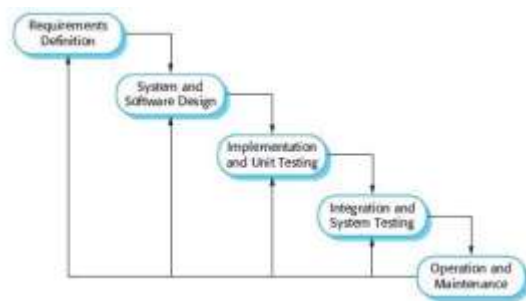 Requirements
Definition
System and
Software Design
Implementation
and Unit Testing
Integration and
System Testing
Operation and
Maintenance